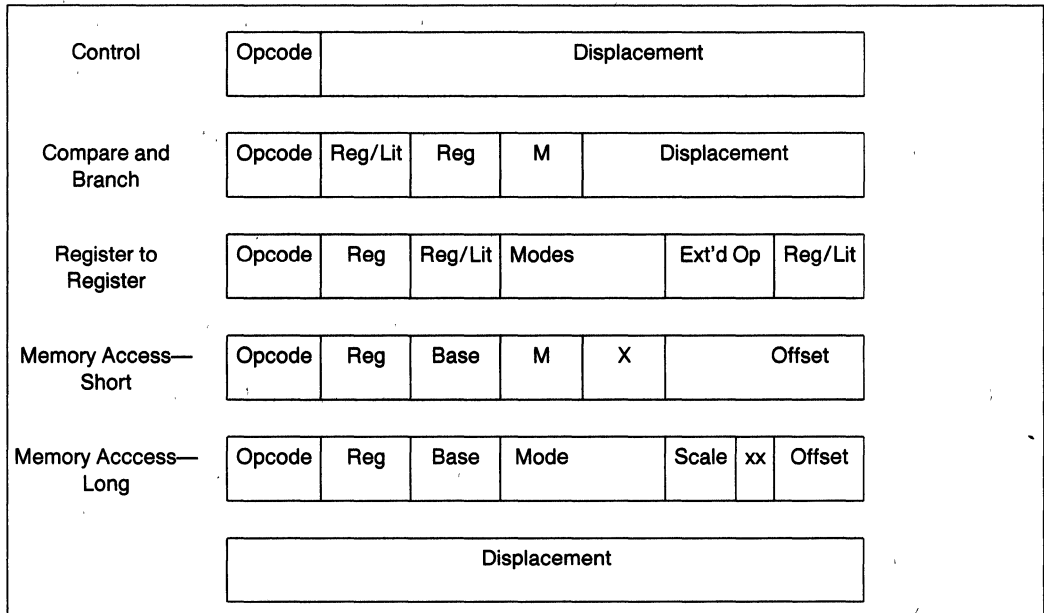 Control Opcode Displacement
Compare and Branch Opcode Reg/Lit Reg M Displacement
Register to Register Opcode Reg Reg/Lit Modes Ext'd Op Reg/Lit
Memory Access— Short Opcode Reg Base M X Offset
Memory Acccess— Long Opcode Reg Base Mode Scale xx Offset
Displacement